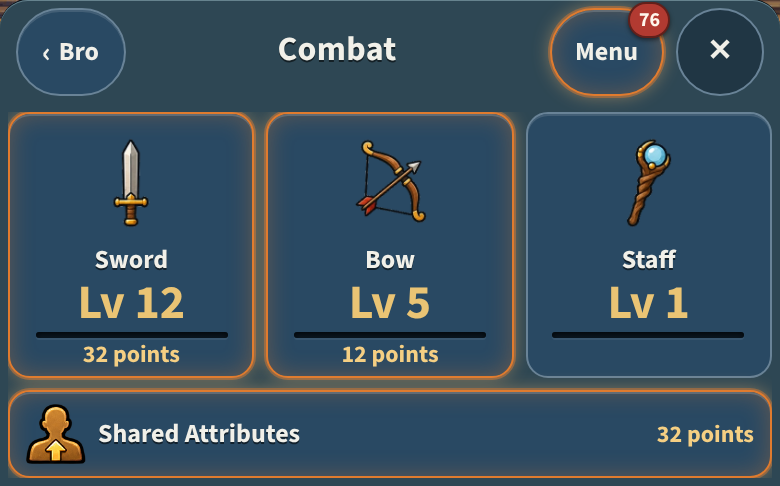 ‹ Bro
Combat
Menu
76
✕
Sword
Lv 12
32 points
Bow
Lv 5
12 points
Staff
Lv 1
Shared Attributes
32 points